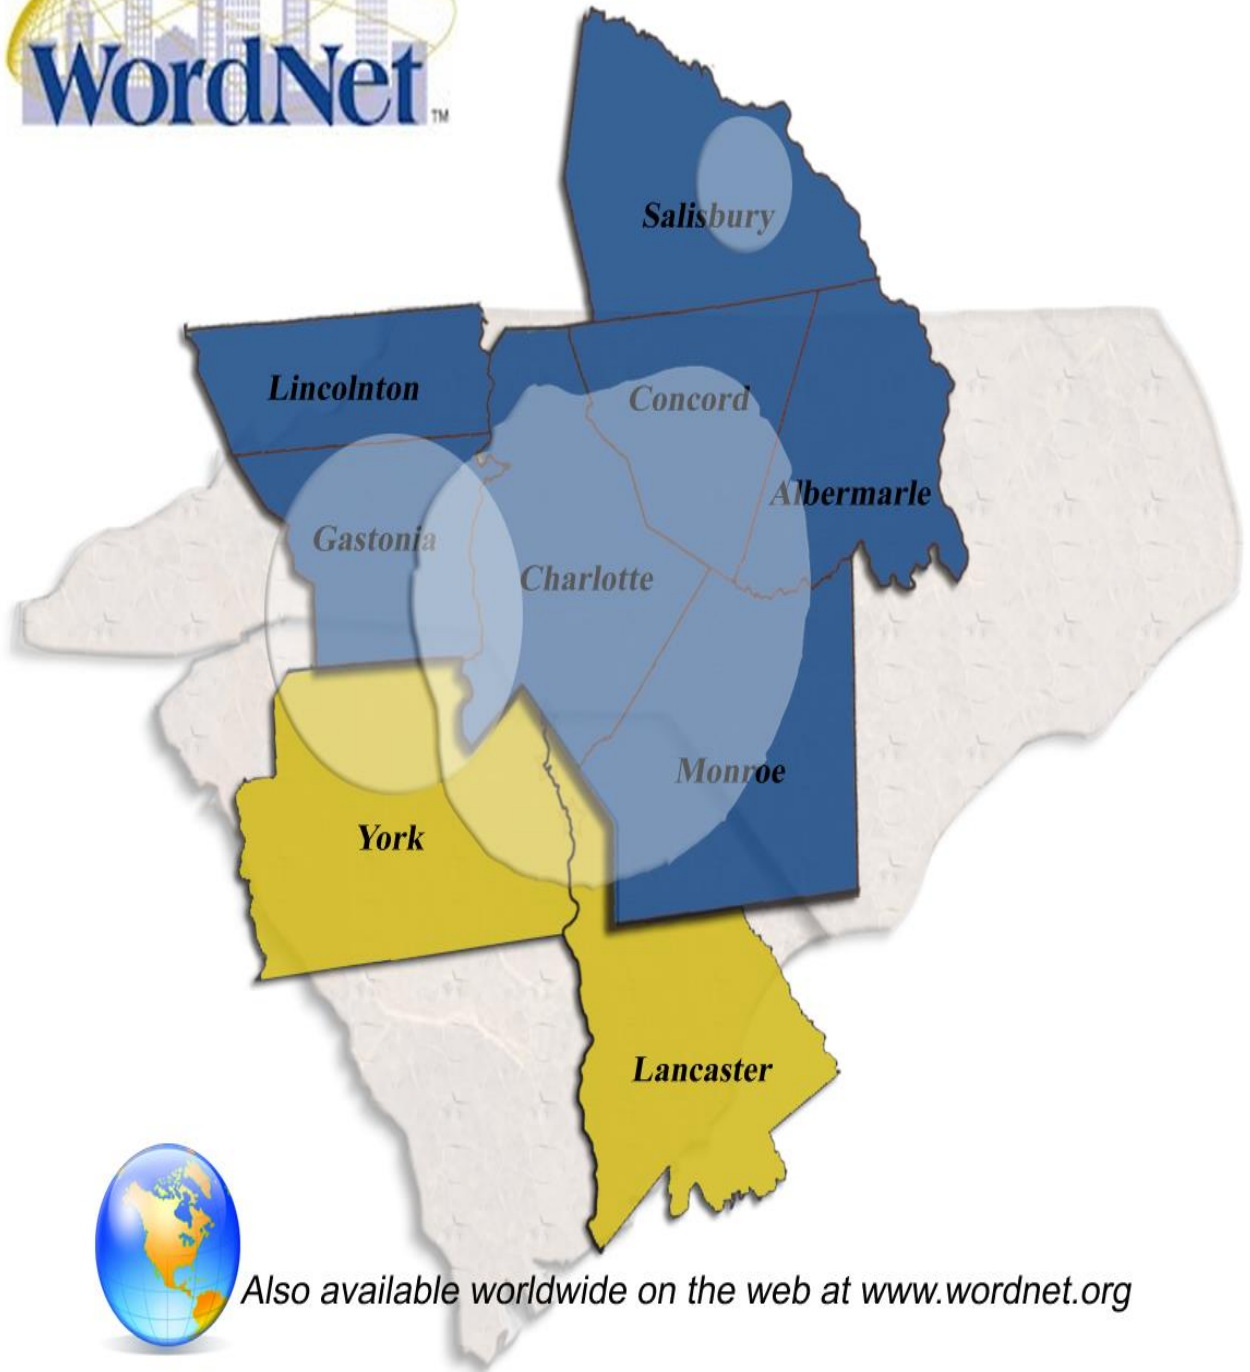 WordNet™
Salisbury
Lincolnton
Concord
Albermarle
Gastonia
Charlotte
Monroe
York
Lancaster
Also available worldwide on the web at www.wordnet.org